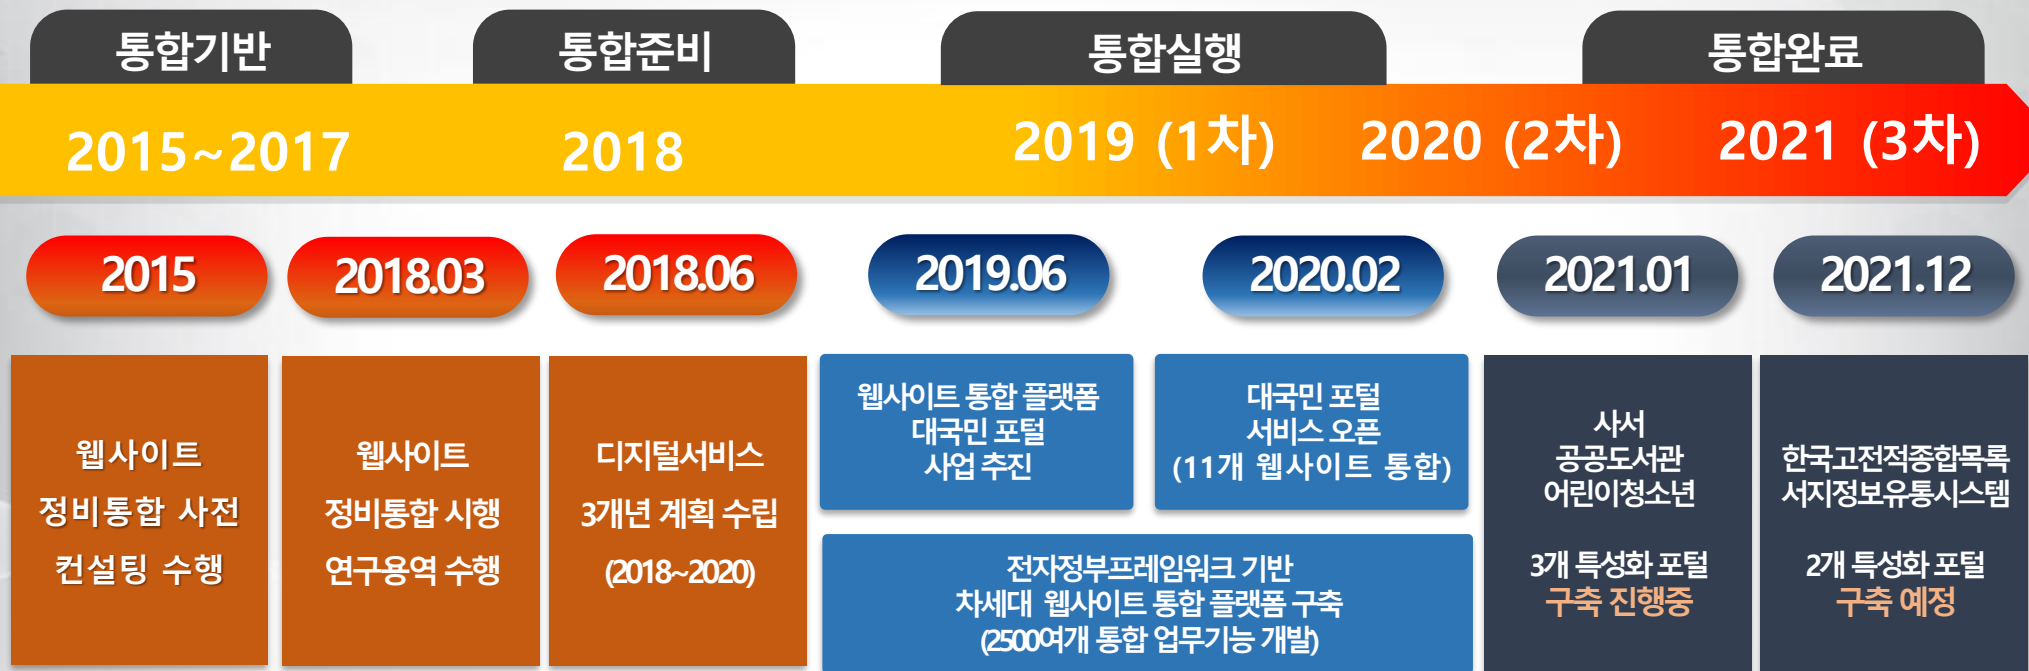 통합기반
통합준비
통합실행
통합완료
2015~2017
2018
2019 (1차)
2020 (2차)
2021 (3차)
2015
2018.03
2018.06
2019.06
2020.02
2021.01
2021.12
웹사이트
정비통합 사전
컨설팅 수행
웹사이트
정비통합 시행
연구용역 수행
디지털서비스
3개년 계획 수립
(2018~2020)
웹사이트 통합 플랫폼
대국민 포털
사업 추진
대국민 포털
서비스 오픈
(11개 웹사이트 통합)
전자정부프레임워크 기반
차세대 웹사이트 통합 플랫폼 구축
(2500여개 통합 업무기능 개발)
사서
공공도서관
어린이청소년
3개 특성화 포털
구축 진행중
한국고전적종합목록
서지정보유통시스템
2개 특성화 포털
구축 예정